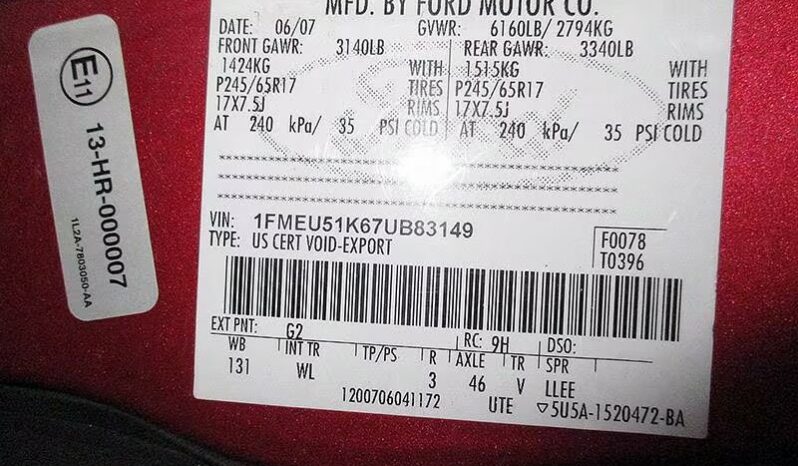 MFD. BY FORD MOTOR CO.
DATE: 06/07 GVWR: 6160LB/ 2794KG
FRONT GAWR: 3140LB REAR GAWR: 3340LB
1424KG WITH 1515KG WITH
P245/65R17 TIRES P245/65R17 TIRES
17X7.5J RIMS 17X7.5J RIMS
AT 240 kPa/ 35 PSI COLD AT 240 kPa/ 35 PSI COLD
VIN: 1FMEU51K67UB83149
TYPE: US CERT VOID-EXPORT
F0078
T0396
EXT PNT: G2 RC: 9H DSO:
WB INT TR TP/PS R AXLE TR SPR
131 WL 3 46 V LLEE
1200706041172 UTE ▽5U5A-1520472-BA
E11
13-HR-000007
1L2A-7803050-AA